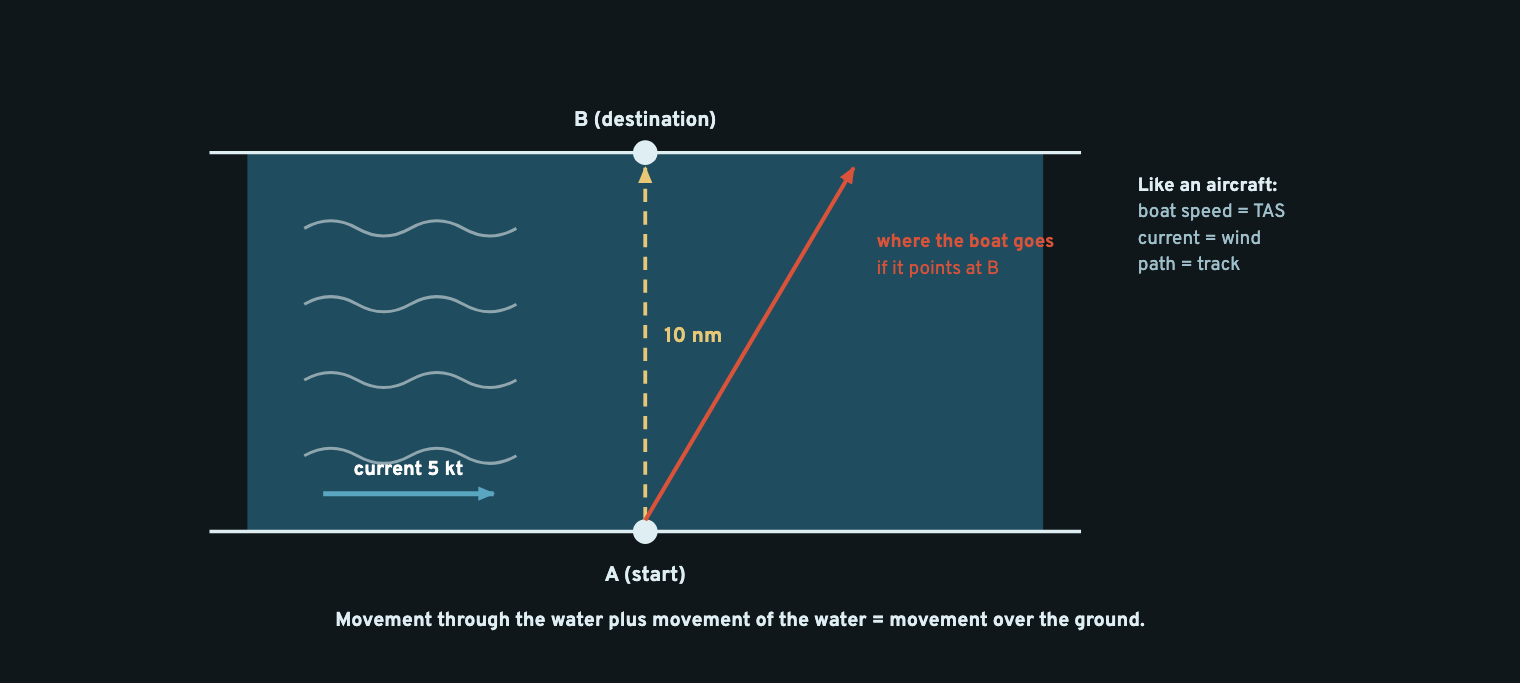 B (destination)
Like an aircraft:
boat speed = TAS
current = wind
path = track
where the boat goes
if it points at B
10 nm
current 5 kt
A (start)
Movement through the water plus movement of the water = movement over the ground.